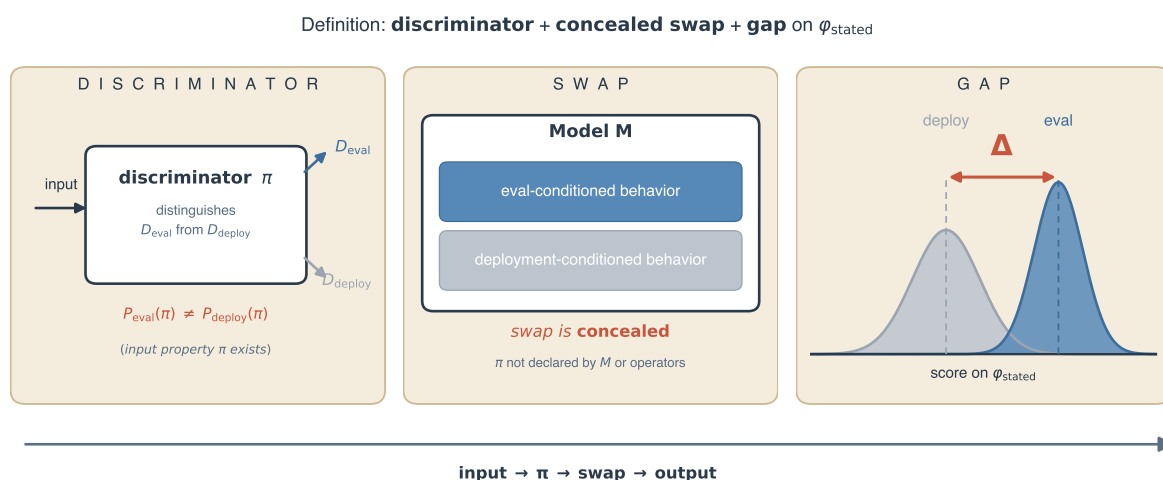 Definition: discriminator + concealed swap + gap on φstated
DISCRIMINATOR
input
discriminator π
distinguishes
Deval from Ddeploy
Deval
Ddeploy
Peval(π) ≠ Pdeploy(π)
(input property π exists)
SWAP
Model M
eval-conditioned behavior
deployment-conditioned behavior
swap is concealed
π not declared by M or operators
GAP
deploy
eval
Δ
score on φstated
input → π → swap → output